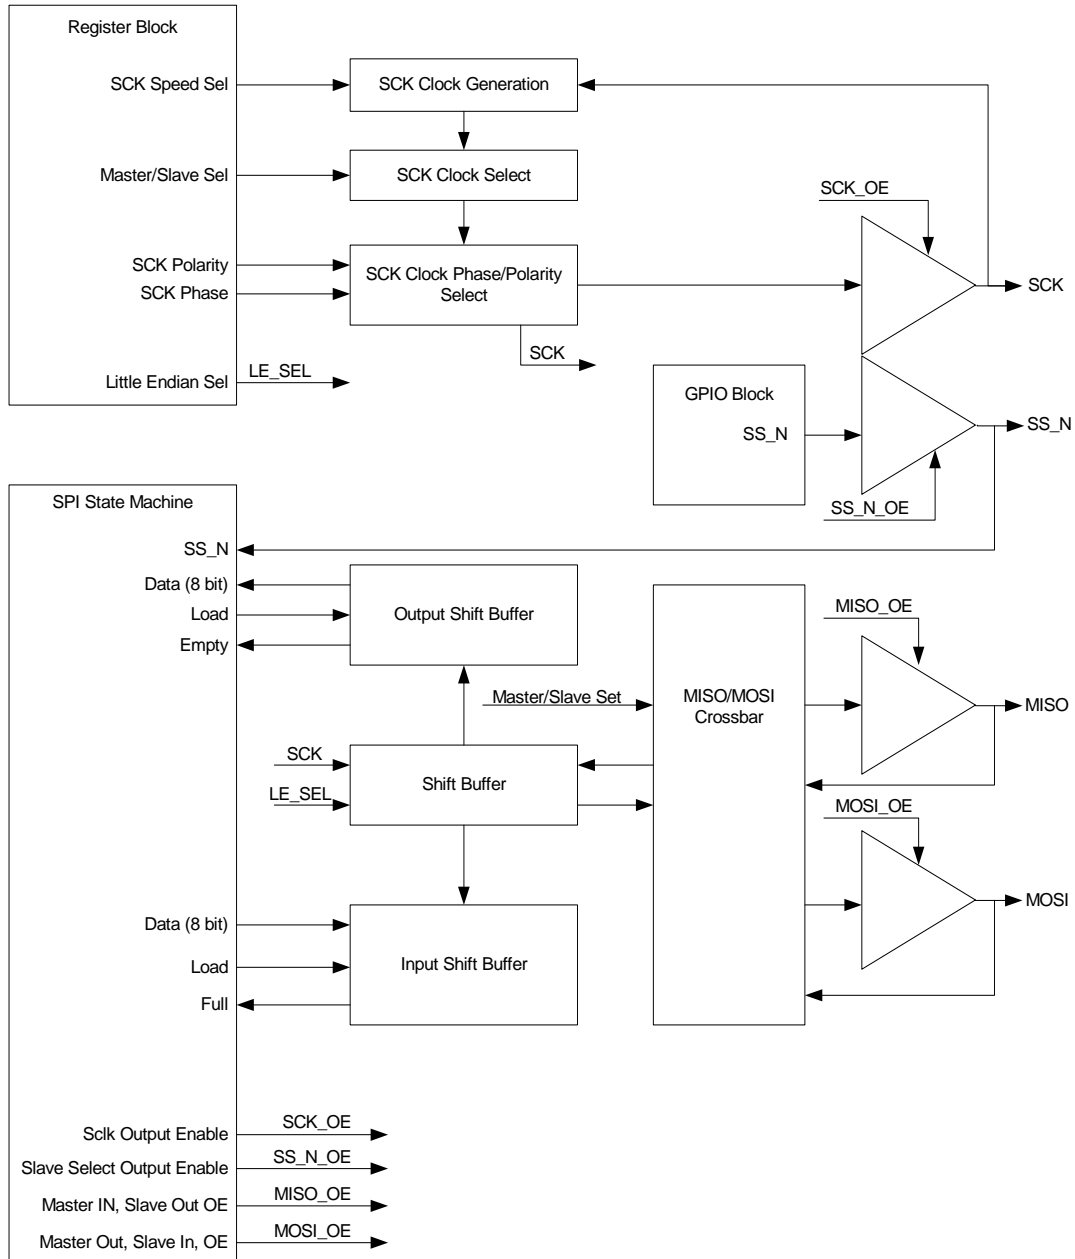 Register Block
SCK Speed Sel
SCK Clock Generation
Master/Slave Sel
SCK Clock Select
SCK_OE
SCK Polarity
SCK Phase
SCK Clock Phase/Polarity
Select
SCK
SCK
Little Endian Sel
LE_SEL
GPIO Block
SS_N
SS_N
SS_N_OE
SPI State Machine
SS_N
Data (8 bit)
Load
Empty
Output Shift Buffer
MISO_OE
Master/Slave Set
MISO/MOSI
Crossbar
MISO
SCK
LE_SEL
Shift Buffer
MOSI_OE
MOSI
Data (8 bit)
Load
Full
Input Shift Buffer
Sclk Output Enable
SCK_OE
Slave Select Output Enable
SS_N_OE
Master IN, Slave Out OE
MISO_OE
Master Out, Slave In, OE
MOSI_OE